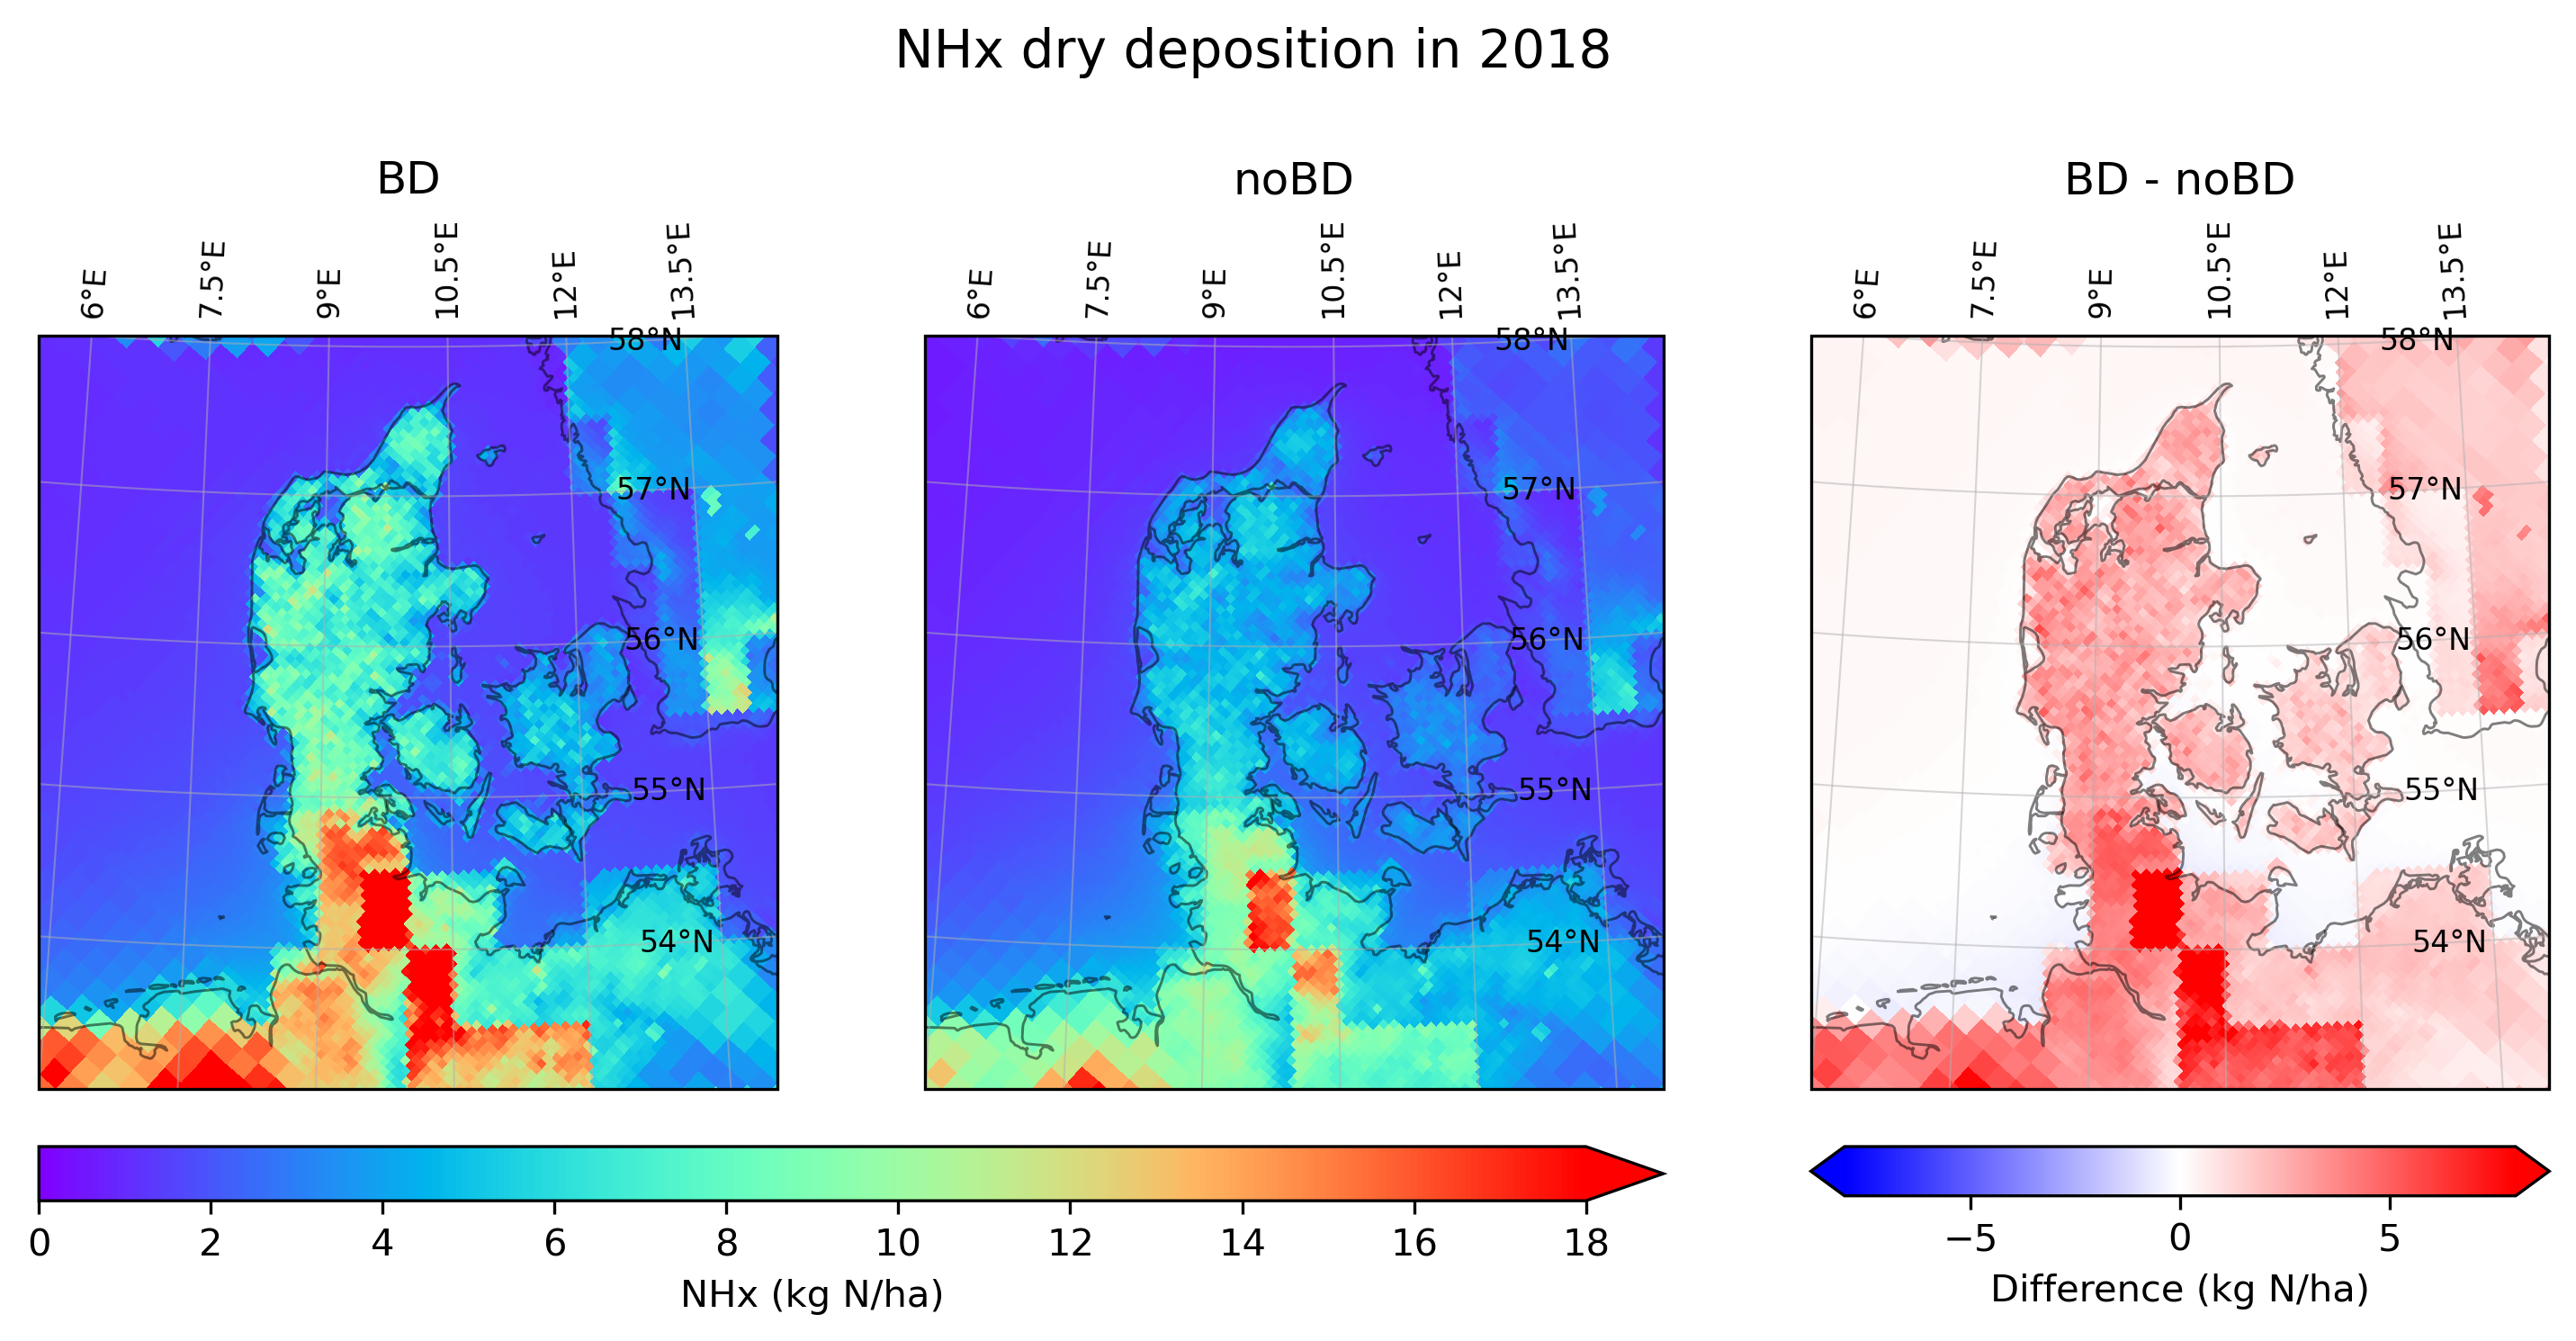 NHx dry deposition in 2018
BD
noBD
BD - noBD
6°E 7.5°E 9°E 10.5°E 12°E 13.5°E
6°E 7.5°E 9°E 10.5°E 12°E 13.5°E
6°E 7.5°E 9°E 10.5°E 12°E 13.5°E
58°N 58°N 58°N
57°N 57°N 57°N
56°N 56°N 56°N
55°N 55°N 55°N
54°N 54°N 54°N
0 2 4 6 8 10 12 14 16 18
NHx (kg N/ha)
−5 0 5
Difference (kg N/ha)